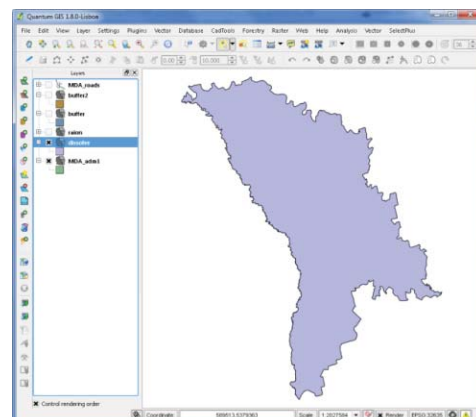 Quantum GIS 1.8.0-Lisboa
File Edit View Layer Settings Plugins Vector Database CadTools Forestry Raster Web Help Analysis Vector SelectPlus
Layers
MDA_roads
buffer2
buffer
raion
MDA_adm1
Control rendering order
Coordinate: Scale Render